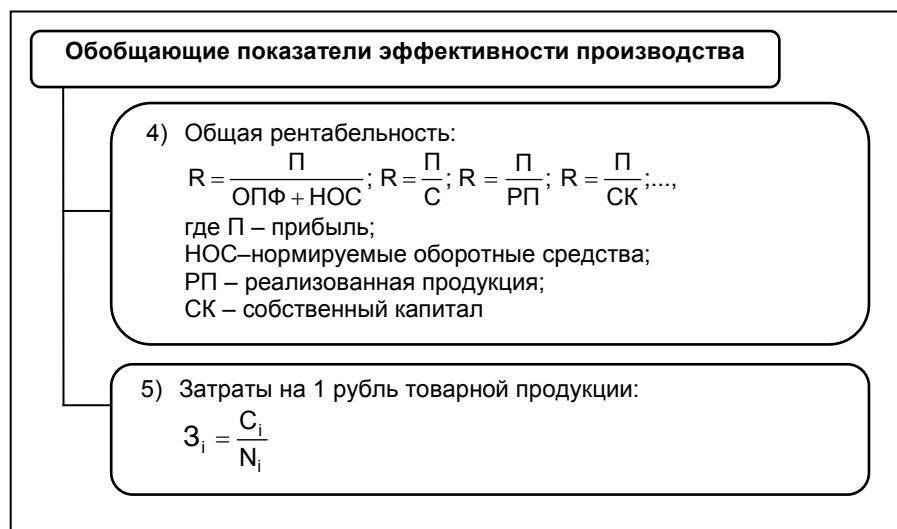 Обобщающие показатели эффективности производства
4) Общая рентабельность:
R = П / (ОПФ + НОС); R = П / С; R = П / РП; R = П / СК;...,
где П – прибыль;
НОС–нормируемые оборотные средства;
РП – реализованная продукция;
СК – собственный капитал
5) Затраты на 1 рубль товарной продукции:
З_i = C_i / N_i